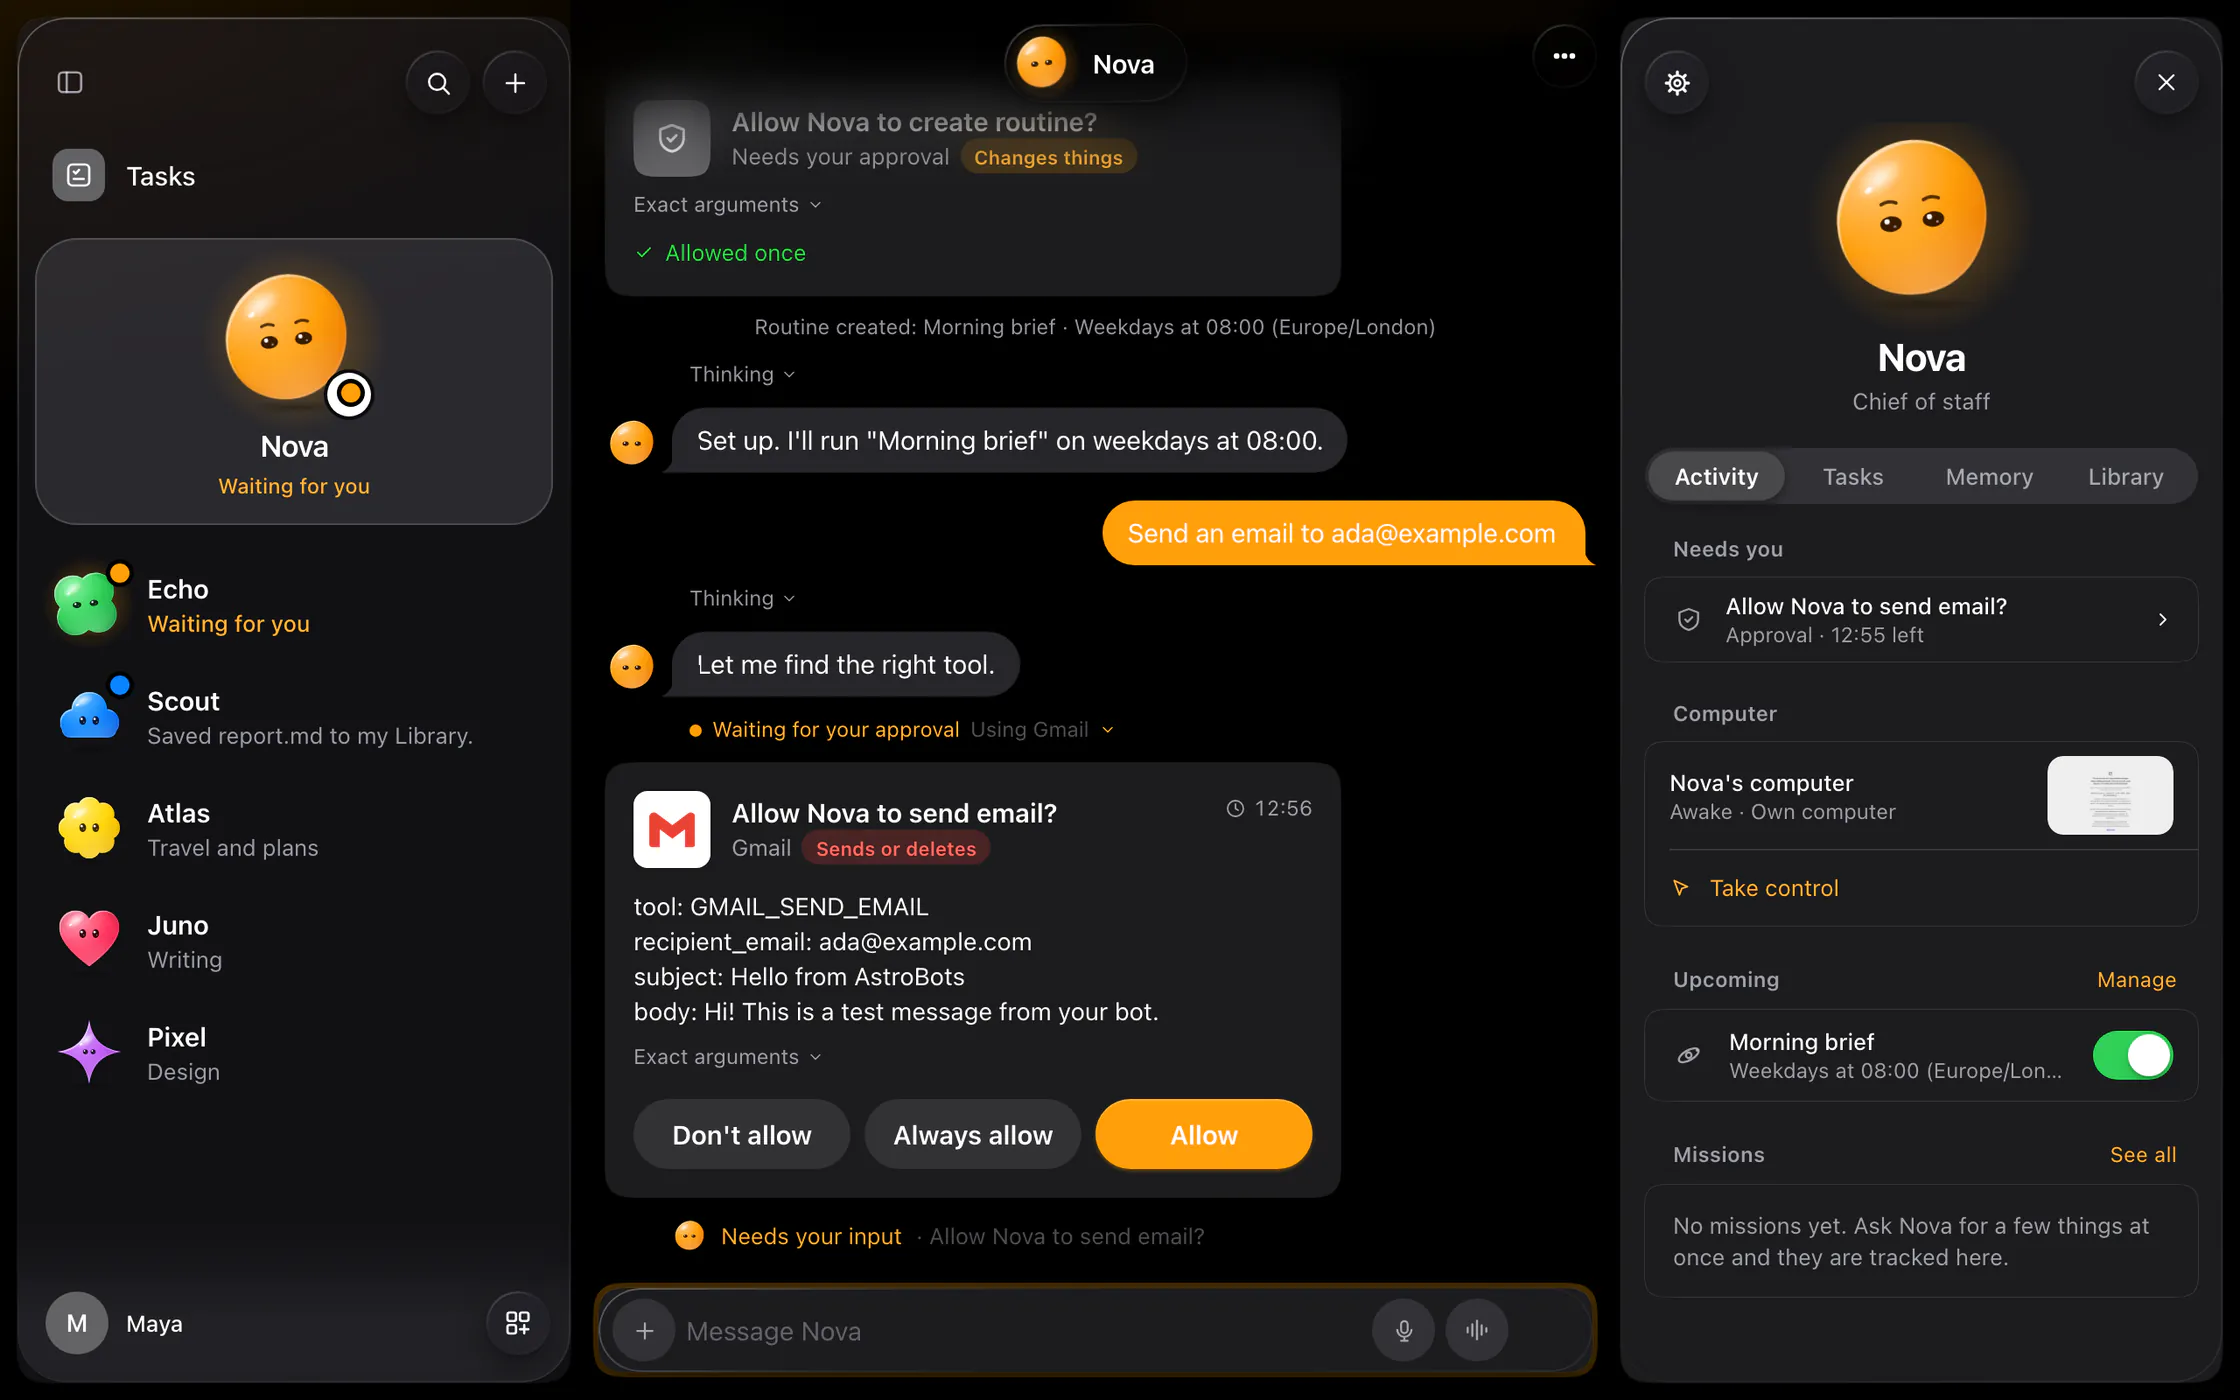 Tasks
Nova
Waiting for you
Echo
Waiting for you
Scout
Saved report.md to my Library.
Atlas
Travel and plans
Juno
Writing
Pixel
Design
M
Maya
Nova
Allow Nova to create routine?
Needs your approval
Changes things
Exact arguments
Allowed once
Routine created: Morning brief · Weekdays at 08:00 (Europe/London)
Thinking
Set up. I'll run "Morning brief" on weekdays at 08:00.
Send an email to ada@example.com
Thinking
Let me find the right tool.
Waiting for your approval Using Gmail
Allow Nova to send email?
12:56
Gmail
Sends or deletes
tool: GMAIL_SEND_EMAIL
recipient_email: ada@example.com
subject: Hello from AstroBots
body: Hi! This is a test message from your bot.
Exact arguments
Don't allow
Always allow
Allow
Needs your input · Allow Nova to send email?
Message Nova
Nova
Chief of staff
Activity
Tasks
Memory
Library
Needs you
Allow Nova to send email?
Approval · 12:55 left
Computer
Nova's computer
Awake · Own computer
Take control
Upcoming
Manage
Morning brief
Weekdays at 08:00 (Europe/Lon...
Missions
See all
No missions yet. Ask Nova for a few things at
once and they are tracked here.